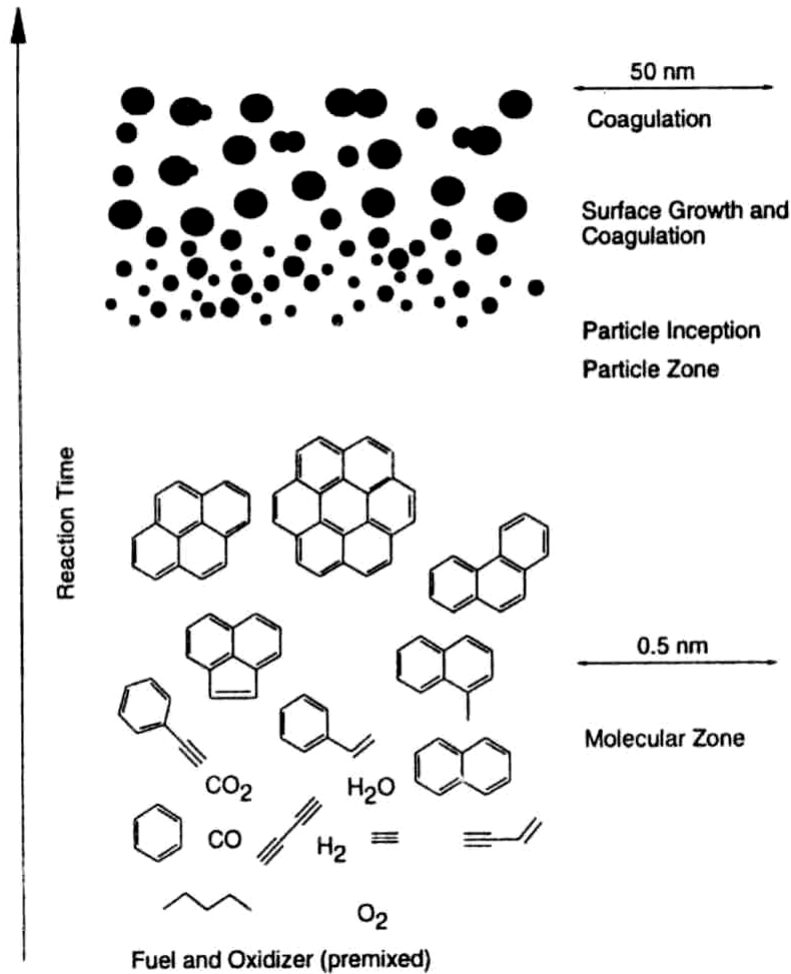 50 nm
Coagulation
Surface Growth and
Coagulation
Particle Inception
Particle Zone
Reaction Time
0.5 nm
Molecular Zone
CO₂
H₂O
CO
H₂
O₂
Fuel and Oxidizer (premixed)